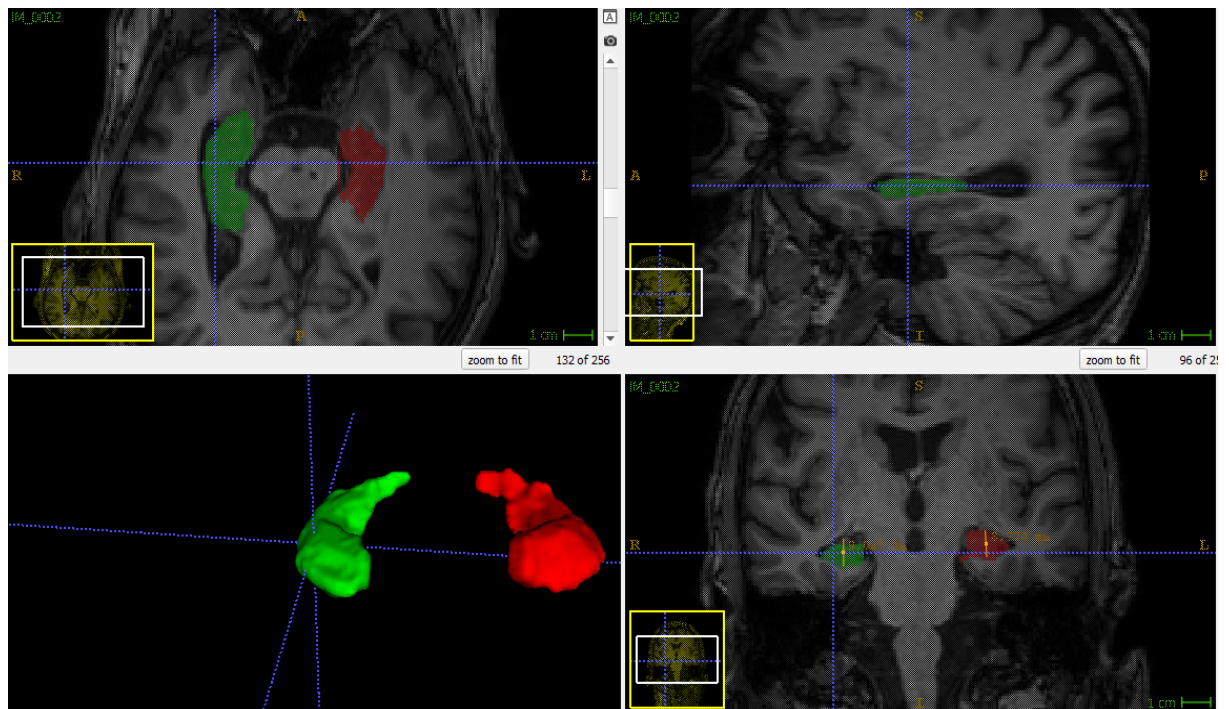 IM_0002
A
A
R
L
P
1 cm
zoom to fit
132 of 256
IM_0002
S
A
P
I
1 cm
zoom to fit
96 of 25
IM_0002
S
R
L
I
1 cm